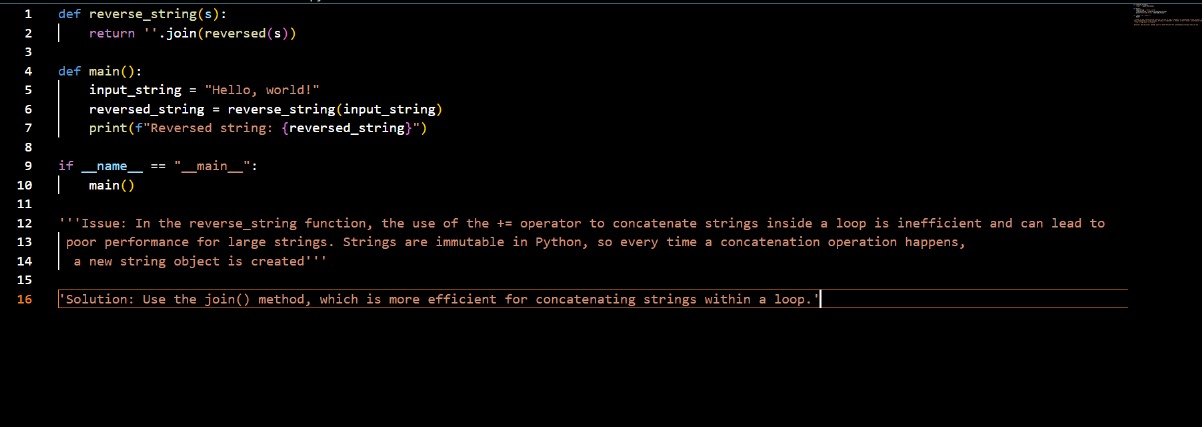 1 def reverse_string(s):
2     return ''.join(reversed(s))
3
4 def main():
5     input_string = "Hello, world!"
6     reversed_string = reverse_string(input_string)
7     print(f"Reversed string: {reversed_string}")
8
9 if __name__ == "__main__":
10     main()
11
12 '''Issue: In the reverse_string function, the use of the += operator to concatenate strings inside a loop is inefficient and can lead to
13  poor performance for large strings. Strings are immutable in Python, so every time a concatenation operation happens,
14   a new string object is created'''
15
16 'Solution: Use the join() method, which is more efficient for concatenating strings within a loop.'